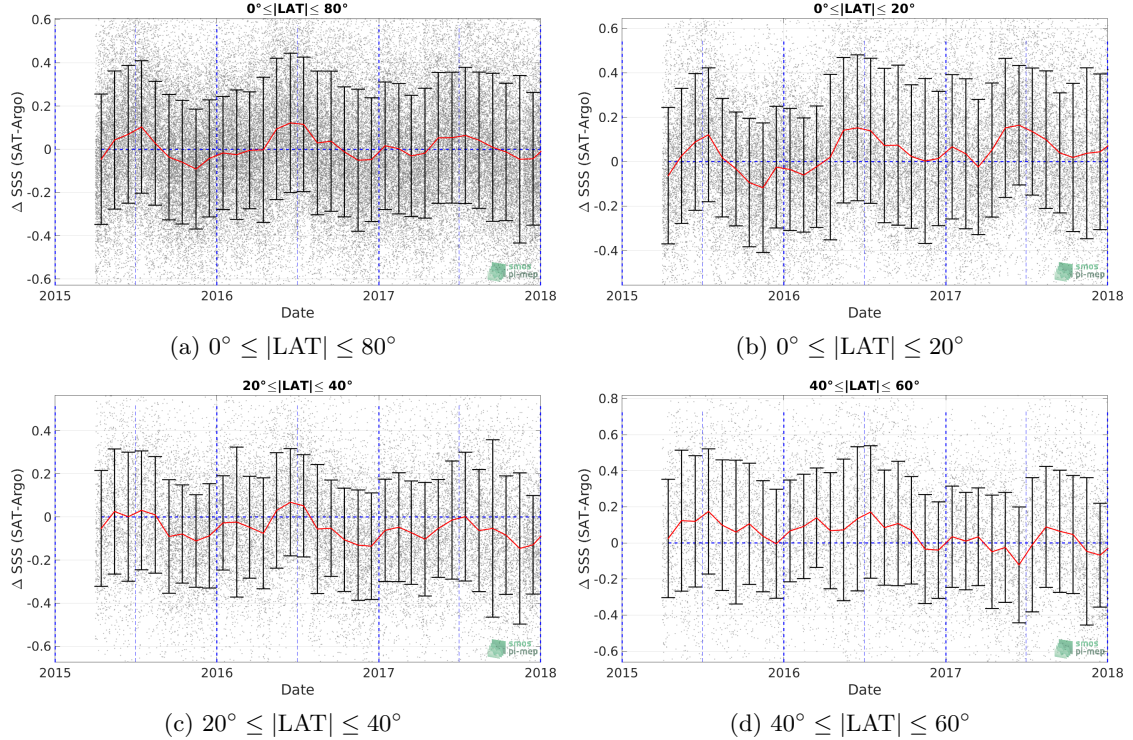 0°≤|LAT|≤ 80°
Δ SSS (SAT-Argo)
0.6
0.4
0.2
0
-0.2
-0.4
-0.6
2015 2016 2017 2018
Date
smos
pi-mep
(a) 0° ≤ |LAT| ≤ 80°
0°≤|LAT|≤ 20°
Δ SSS (SAT-Argo)
0.6
0.4
0.2
0
-0.2
-0.4
2015 2016 2017 2018
Date
smos
pi-mep
(b) 0° ≤ |LAT| ≤ 20°
20°≤|LAT|≤ 40°
Δ SSS (SAT-Argo)
0.4
0.2
0
-0.2
-0.4
-0.6
2015 2016 2017 2018
Date
smos
pi-mep
(c) 20° ≤ |LAT| ≤ 40°
40°≤|LAT|≤ 60°
Δ SSS (SAT-Argo)
0.8
0.6
0.4
0.2
0
-0.2
-0.4
-0.6
2015 2016 2017 2018
Date
smos
pi-mep
(d) 40° ≤ |LAT| ≤ 60°